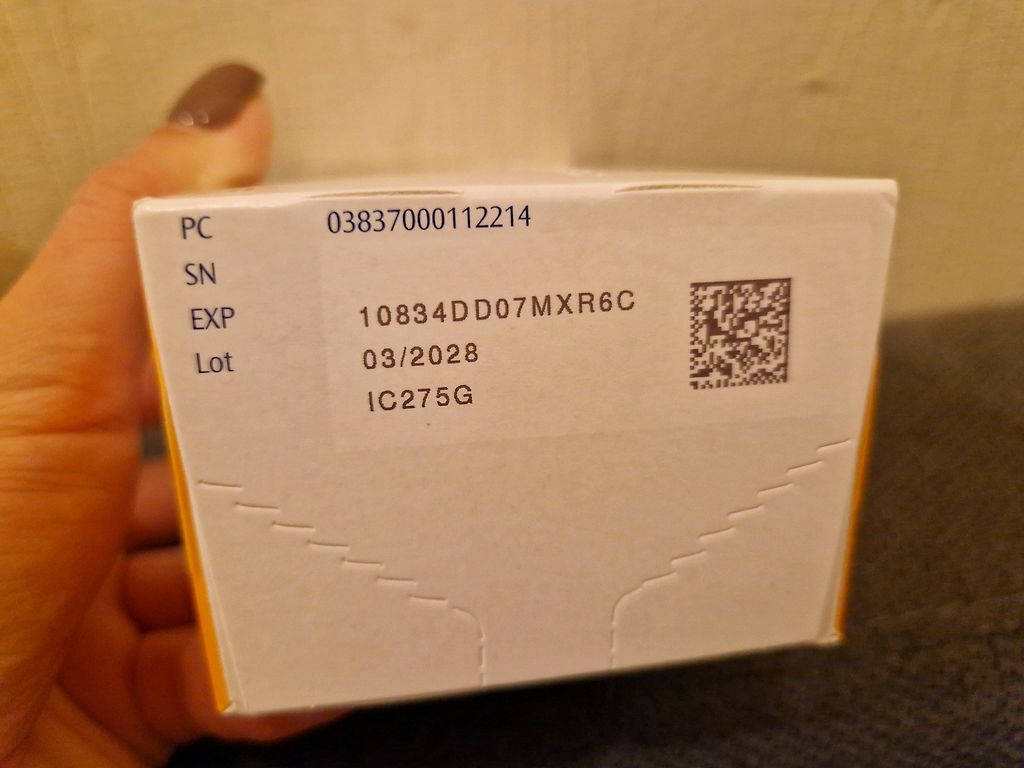 PC 03837000112214
SN 10834DD07MXR6C
EXP 03/2028
Lot IC275G